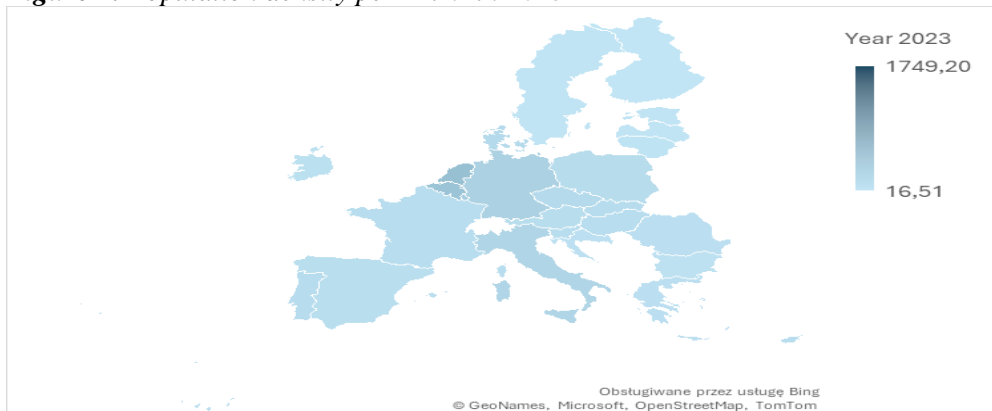 Year 2023
1749,20
16,51
Obsługiwane przez usługę Bing
© GeoNames, Microsoft, OpenStreetMap, TomTom